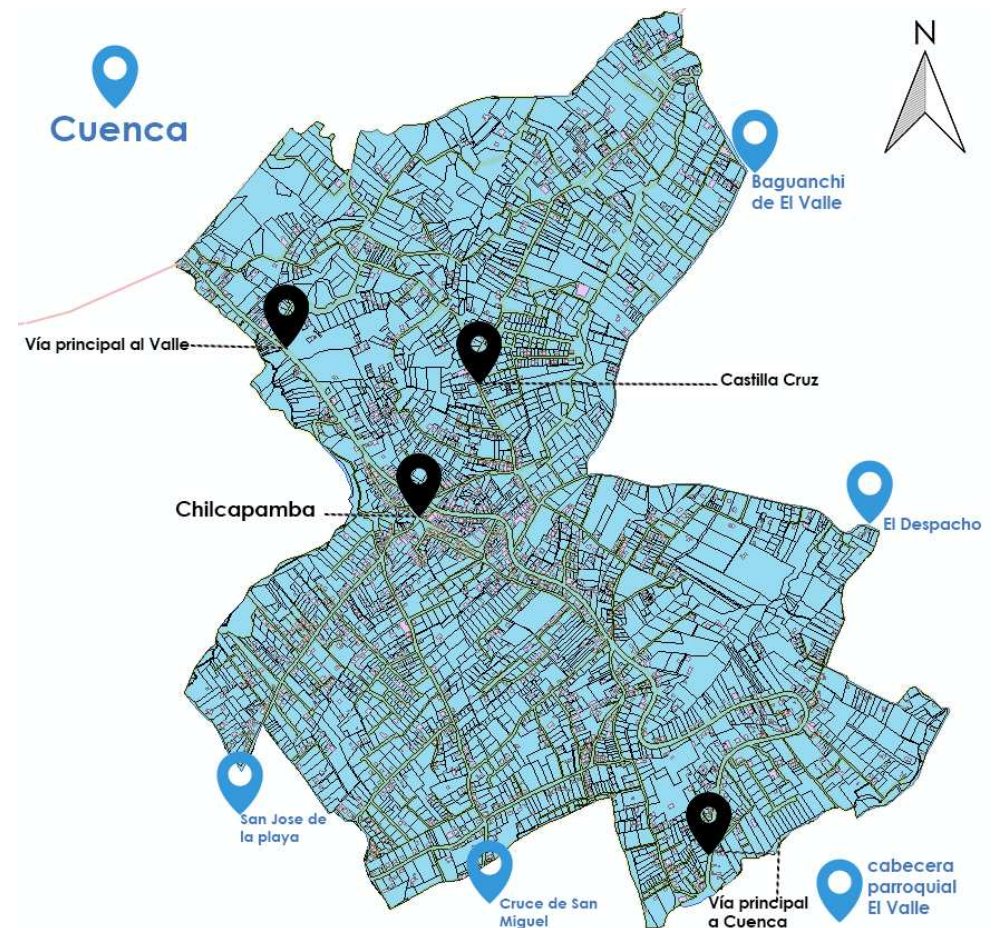 N
Cuenca
Baguanchi
de El Valle
Vía principal al Valle
Castilla Cruz
Chilcapamba
El Despacho
San Jose de
la playa
Cruce de San
Miguel
Vía principal
a Cuenca
cabecera
parroquial
El Valle